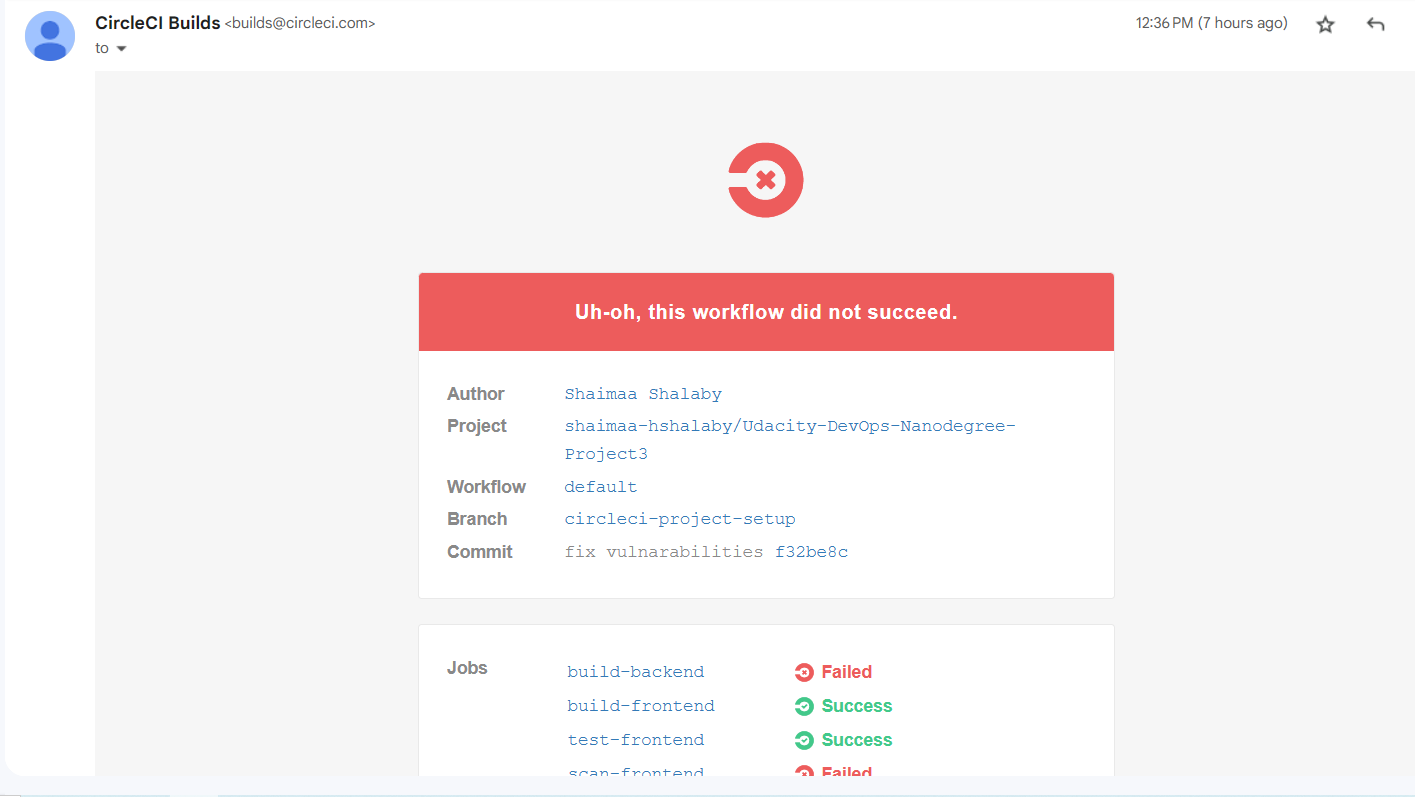 CircleCI Builds <builds@circleci.com>
12:36 PM (7 hours ago)
to
Uh-oh, this workflow did not succeed.
Author Shaimaa Shalaby
Project shaimaa-hshalaby/Udacity-DevOps-Nanodegree-
Project3
Workflow default
Branch circleci-project-setup
Commit fix vulnarabilities f32be8c
Jobs build-backend Failed
build-frontend Success
test-frontend Success
scan-frontend Failed